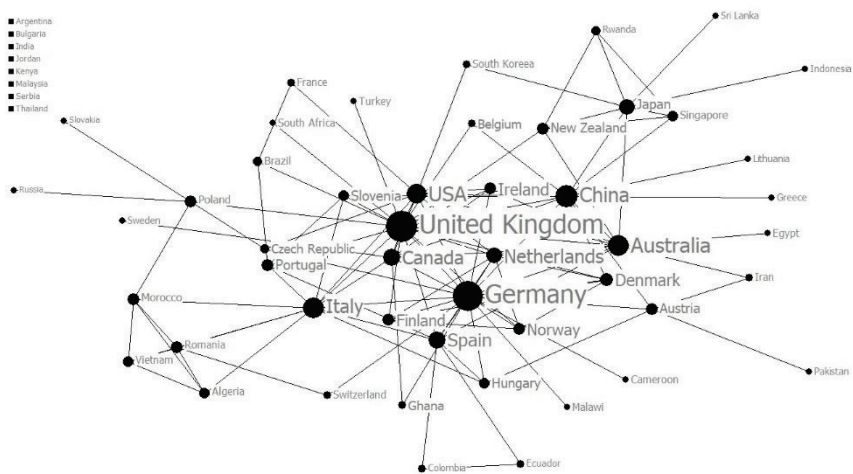 Argentina
Bulgaria
India
Jordan
Kenya
Malaysia
Serbia
Thailand
Sri Lanka
Rwanda
South Koreea
Indonesia
France
Turkey
Japan
Singapore
Slovakia
South Africa
Belgium
New Zealand
Brazil
Lithuania
Russia
Poland
Slovenia
USA
Ireland
China
Greece
Sweden
United Kingdom
Egypt
Czech Republic
Australia
Portugal
Canada
Netherlands
Iran
Denmark
Morocco
Italy
Germany
Austria
Finland
Norway
Romania
Spain
Vietnam
Algeria
Switzerland
Hungary
Cameroon
Pakistan
Ghana
Malawi
Colombia
Ecuador